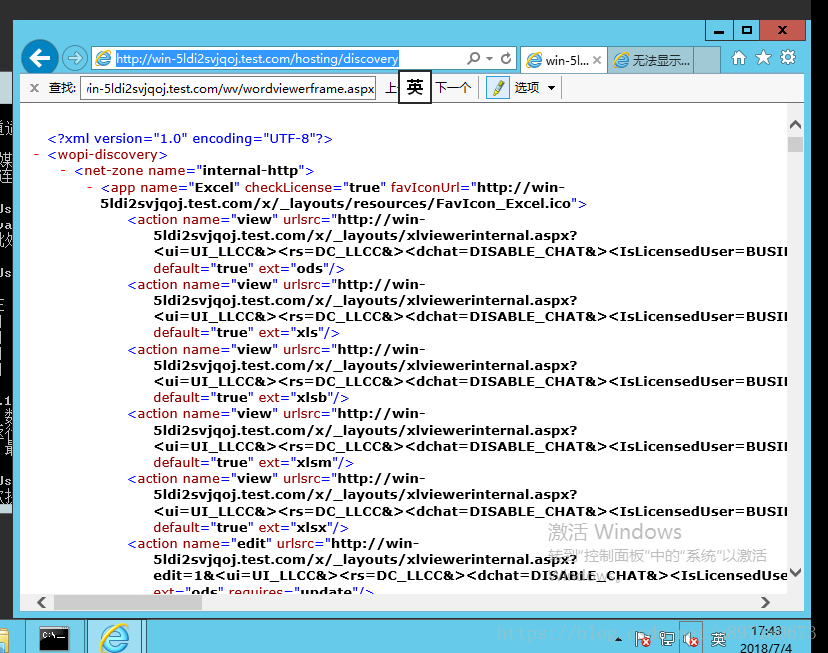 http://win-5ldi2svjqoj.test.com/hosting/discovery
win-5l...
无法显示...
查找:
in-5ldi2svjqoj.test.com/wv/wordviewerframe.aspx
上
英
下一个
选项
<?xml version="1.0" encoding="UTF-8"?>
- <wopi-discovery>
- <net-zone name="internal-http">
- <app name="Excel" checkLicense="true" favIconUrl="http://win-
5ldi2svjqoj.test.com/x/_layouts/resources/FavIcon_Excel.ico">
<action name="view" urlsrc="http://win-
5ldi2svjqoj.test.com/x/_layouts/xlviewerinternal.aspx?
<ui=UI_LLCC&><rs=DC_LLCC&><dchat=DISABLE_CHAT&><IsLicensedUser=BUSI
default="true" ext="ods"/>
<action name="view" urlsrc="http://win-
5ldi2svjqoj.test.com/x/_layouts/xlviewerinternal.aspx?
<ui=UI_LLCC&><rs=DC_LLCC&><dchat=DISABLE_CHAT&><IsLicensedUser=BUSI
default="true" ext="xls"/>
<action name="view" urlsrc="http://win-
5ldi2svjqoj.test.com/x/_layouts/xlviewerinternal.aspx?
<ui=UI_LLCC&><rs=DC_LLCC&><dchat=DISABLE_CHAT&><IsLicensedUser=BUSI
default="true" ext="xlsb"/>
<action name="view" urlsrc="http://win-
5ldi2svjqoj.test.com/x/_layouts/xlviewerinternal.aspx?
<ui=UI_LLCC&><rs=DC_LLCC&><dchat=DISABLE_CHAT&><IsLicensedUser=BUSI
default="true" ext="xlsm"/>
<action name="view" urlsrc="http://win-
5ldi2svjqoj.test.com/x/_layouts/xlviewerinternal.aspx?
<ui=UI_LLCC&><rs=DC_LLCC&><dchat=DISABLE_CHAT&><IsLicensedUser=BUSI
default="true" ext="xlsx"/>
<action name="edit" urlsrc="http://win-
5ldi2svjqoj.test.com/x/_layouts/xlviewerinternal.aspx?
edit=1&<ui=UI_LLCC&><rs=DC_LLCC&><dchat=DISABLE_CHAT&><IsLicensedUse
ext="ods" requires="update"/>
激活 Windows
转到"控制面板"中的"系统"以激活
Windows
C:\
英
17:43
2018/7/4